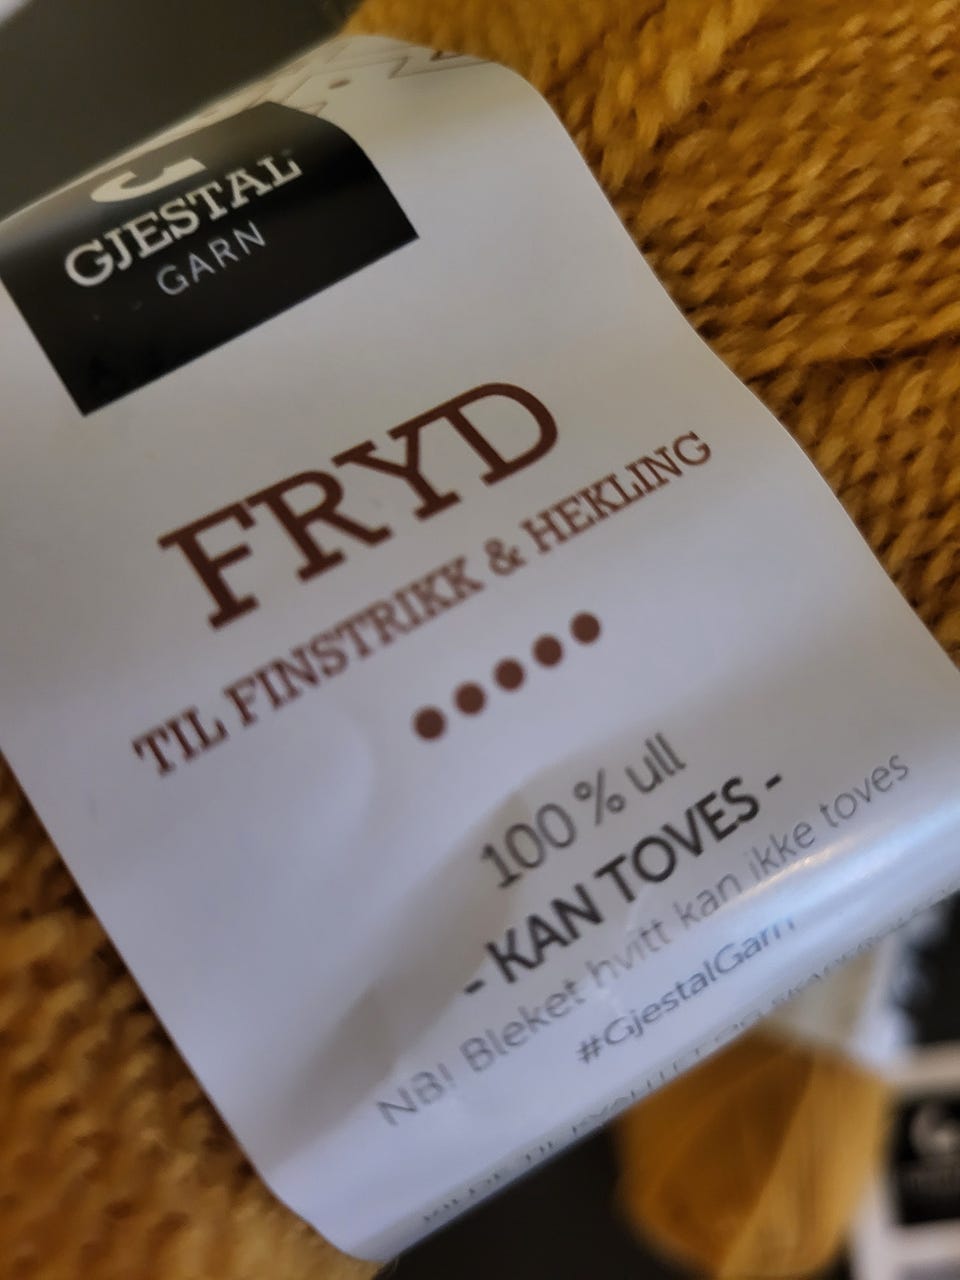 GJESTAL
GARN
FRYD
TIL FINSTRIKK & HEKLING
100 % ull
- KAN TOVES -
NB! Bleket hvitt kan ikke toves
#GjestalGarn